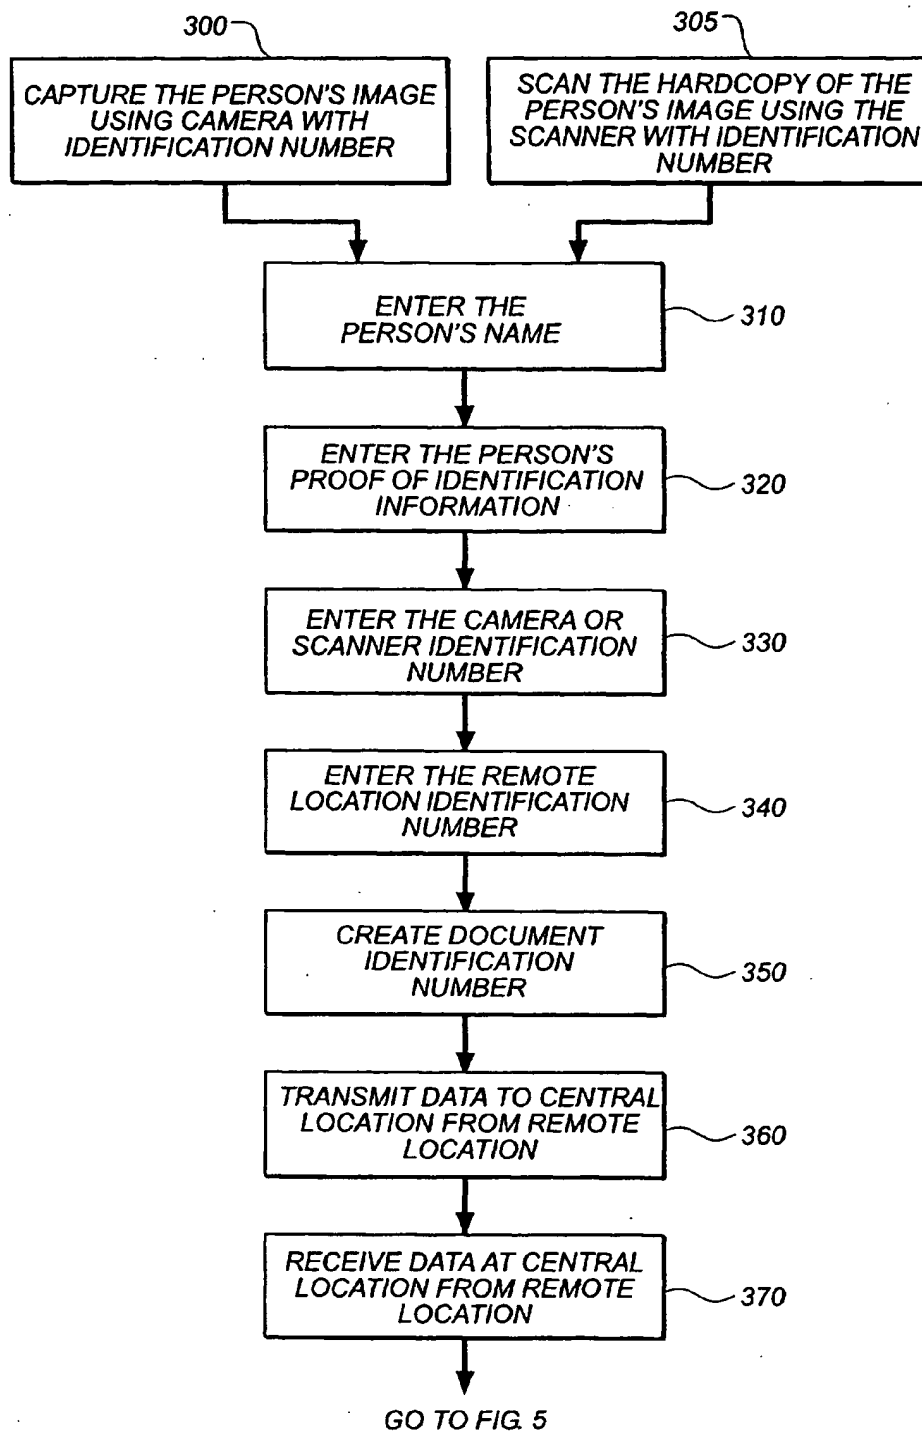 300
305
CAPTURE THE PERSON'S IMAGE
USING CAMERA WITH
IDENTIFICATION NUMBER
SCAN THE HARDCOPY OF THE
PERSON'S IMAGE USING THE
SCANNER WITH IDENTIFICATION
NUMBER
ENTER THE
PERSON'S NAME
310
ENTER THE PERSON'S
PROOF OF IDENTIFICATION
INFORMATION
320
ENTER THE CAMERA OR
SCANNER IDENTIFICATION
NUMBER
330
ENTER THE REMOTE
LOCATION IDENTIFICATION
NUMBER
340
CREATE DOCUMENT
IDENTIFICATION
NUMBER
350
TRANSMIT DATA TO CENTRAL
LOCATION FROM REMOTE
LOCATION
360
RECEIVE DATA AT CENTRAL
LOCATION FROM REMOTE
LOCATION
370
GO TO FIG. 5